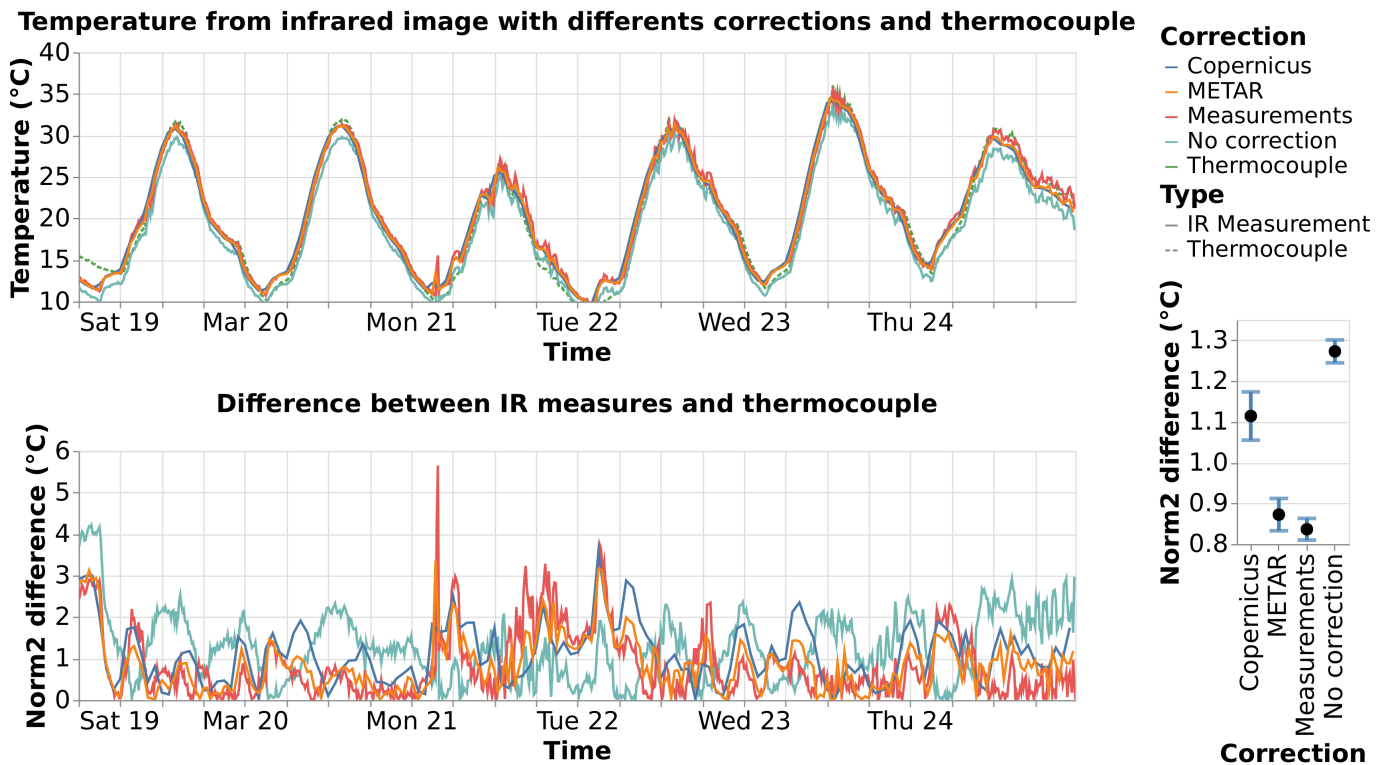 Temperature from infrared image with differents corrections and thermocouple
Temperature (°C)
40
35
30
25
20
15
10
Sat 19 Mar 20 Mon 21 Tue 22 Wed 23 Thu 24
Time
Correction
Copernicus
METAR
Measurements
No correction
Thermocouple
Type
IR Measurement
Thermocouple
Difference between IR measures and thermocouple
Norm2 difference (°C)
6
5
4
3
2
1
0
Sat 19 Mar 20 Mon 21 Tue 22 Wed 23 Thu 24
Time
Norm2 difference (°C)
1.3
1.2
1.1
1.0
0.9
0.8
Copernicus
METAR
Measurements
No correction
Correction